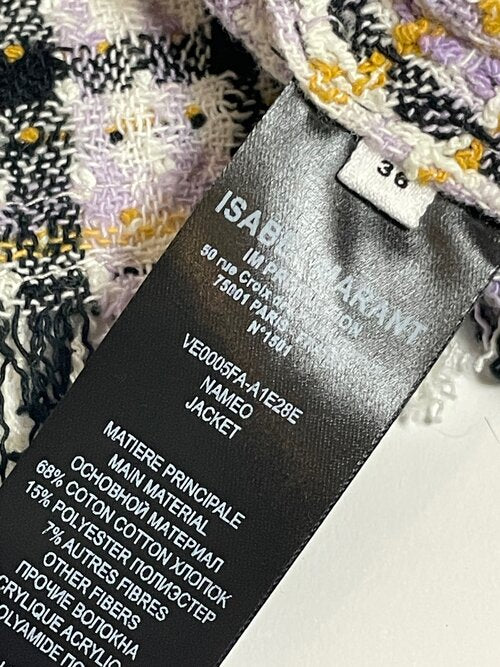 36
ISABEL MARANT
50 rue Croix
75001 PARIS
N°1501
VE0005FA-A1E28E
NAMEO
JACKET
MATIERE PRINCIPALE
MAIN MATERIAL
ОСНОВНОЙ МАТЕРИАЛ
68% COTON COTTON ХЛОПОК
15% POLYESTER ПОЛИЭСТЕР
7% AUTRES FIBRES
OTHER FIBERS
ПРОЧИЕ ВОЛОКНА
CRYLIQUE ACRYLIC
OLYAMIDE